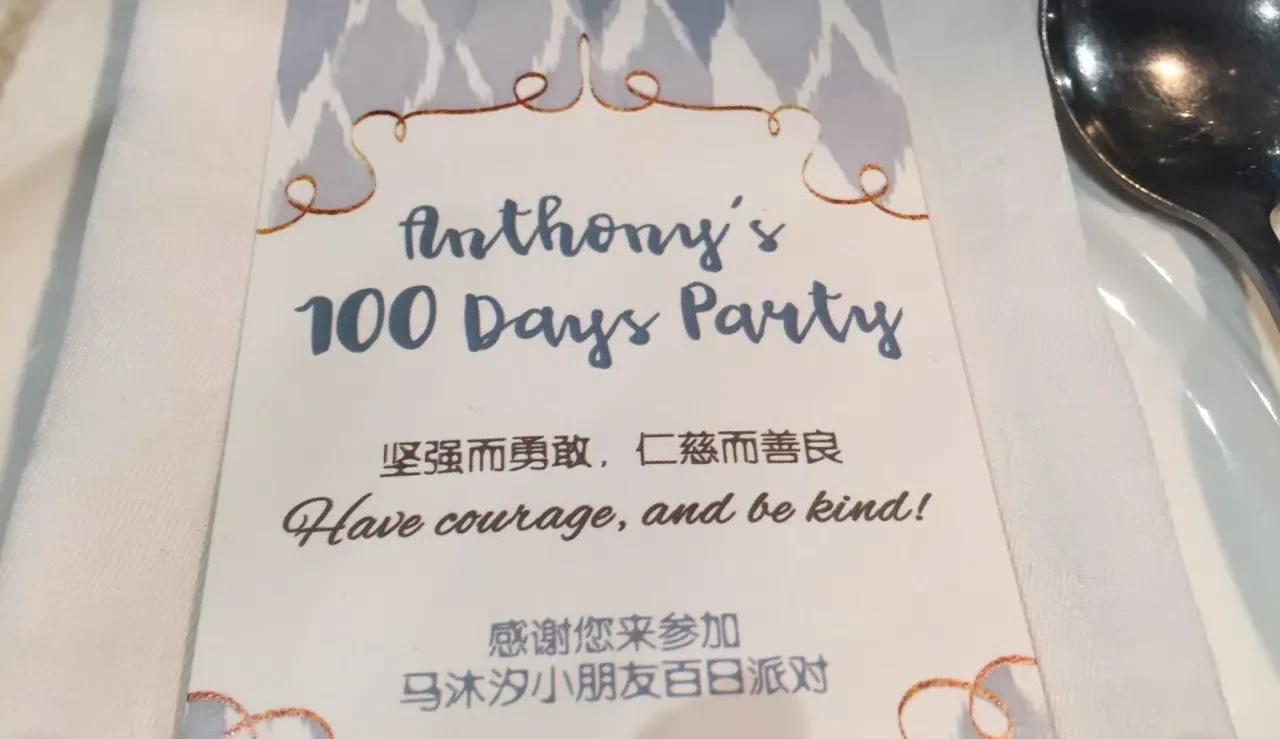 Anthony's
100 Days Party
坚强而勇敢，仁慈而善良
Have courage, and be kind!
感谢您来参加
马沐汐小朋友百日派对